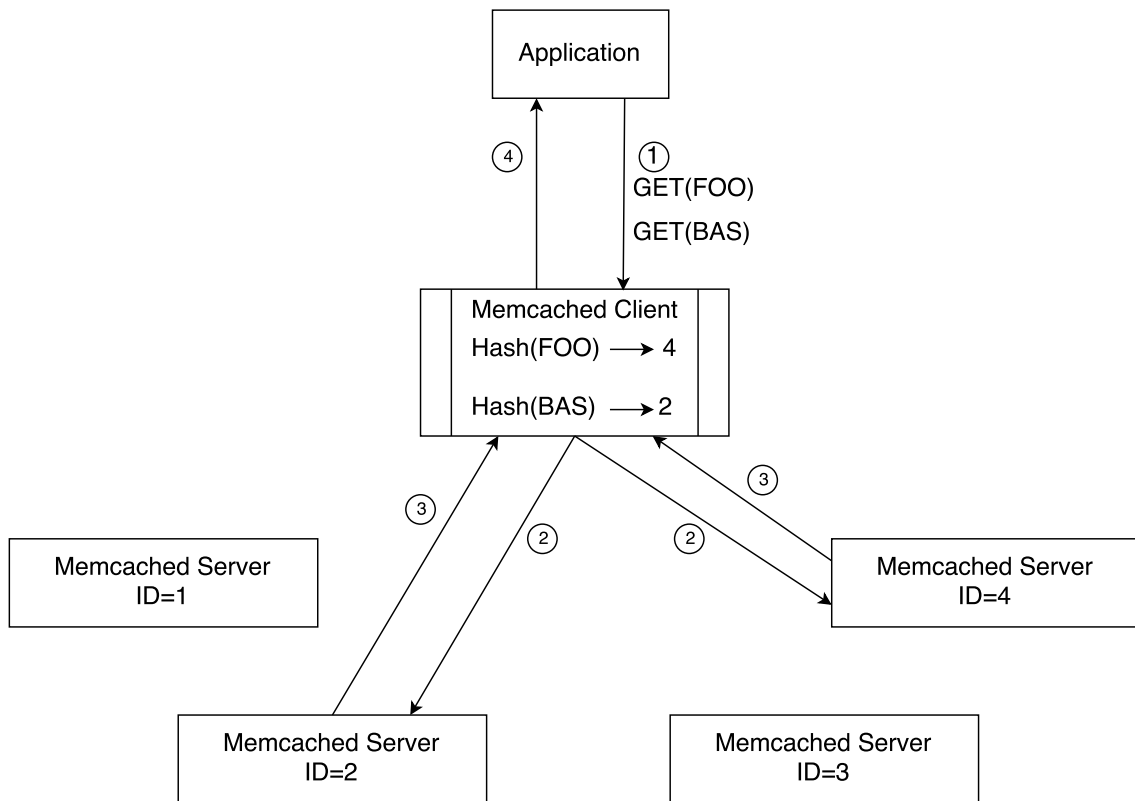 Application
④
①
GET(FOO)
GET(BAS)
Memcached Client
Hash(FOO) → 4
Hash(BAS) → 2
③
②
②
③
Memcached Server
ID=1
Memcached Server
ID=4
Memcached Server
ID=2
Memcached Server
ID=3